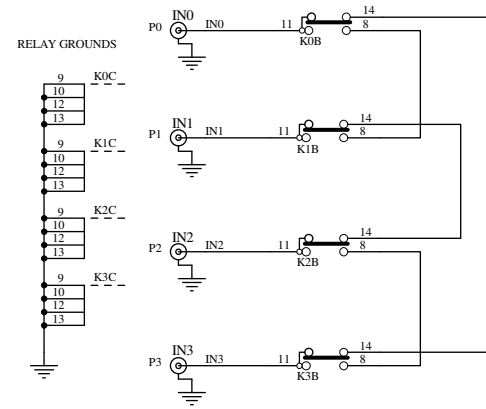 RELAY GROUNDS
9 K0C
10
12
13
9 K1C
10
12
13
9 K2C
10
12
13
9 K3C
10
12
13
IN0
P0 IN0 11 14
8
K0B
IN1
P1 IN1 11 14
8
K1B
IN2
P2 IN2 11 14
8
K2B
IN3
P3 IN3 11 14
8
K3B